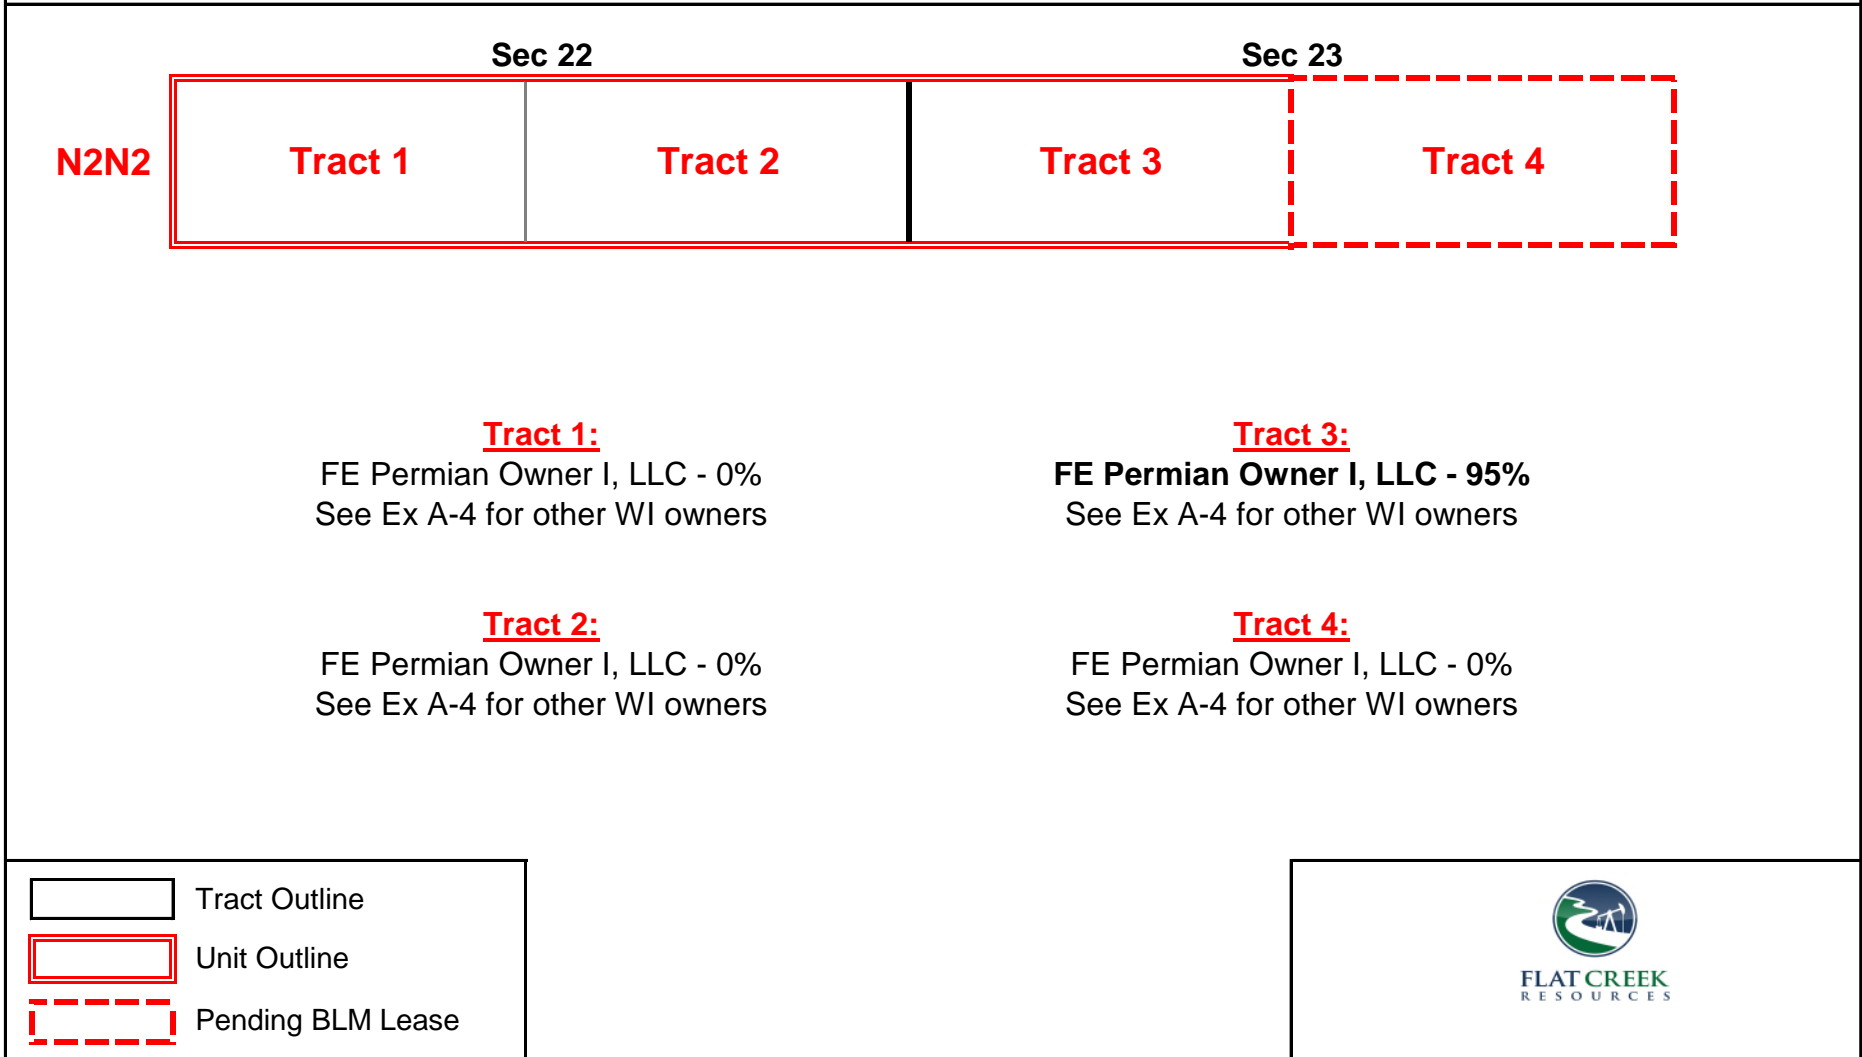 Sec 22
Sec 23
N2N2
Tract 1
Tract 2
Tract 3
Tract 4
Tract 1:
FE Permian Owner I, LLC - 0%
See Ex A-4 for other WI owners
Tract 3:
FE Permian Owner I, LLC - 95%
See Ex A-4 for other WI owners
Tract 2:
FE Permian Owner I, LLC - 0%
See Ex A-4 for other WI owners
Tract 4:
FE Permian Owner I, LLC - 0%
See Ex A-4 for other WI owners
Tract Outline
Unit Outline
Pending BLM Lease
FLAT CREEK
RESOURCES